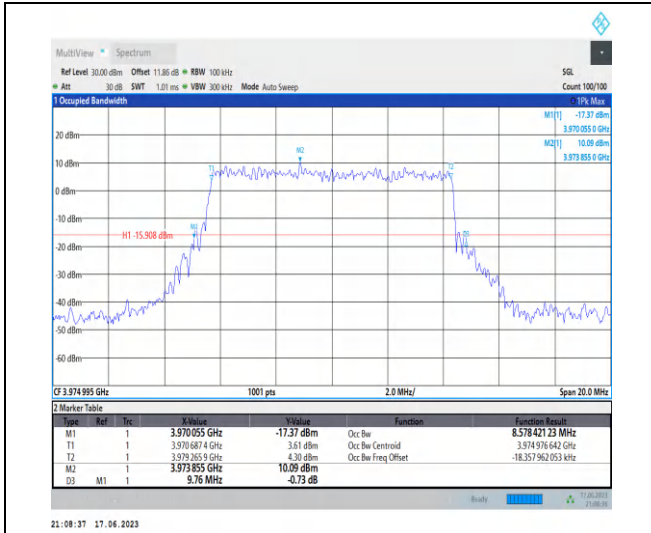 MultiView Spectrum
Ref Level 30.00 dBm Offset 11.86 dB RBW 100 kHz SGL
Att 30 dB SWT 1.01 ms VBW 300 kHz Mode Auto Sweep Count 100/100
1 Occupied Bandwidth 1Pk Max
M1[1] -17.37 dBm
3.970 055 0 GHz
M2[1] 10.09 dBm
3.973 855 0 GHz
20 dBm
10 dBm
0 dBm
-10 dBm
-20 dBm
-30 dBm
-40 dBm
-50 dBm
-60 dBm
M2
T1
T2
M1
H1 -15.908 dBm
CF 3.974 995 GHz 1001 pts 2.0 MHz/ Span 20.0 MHz
2 Marker Table
Type Ref Trc X-Value Y-Value Function Function Result
M1 1 3.970 055 GHz -17.37 dBm Occ Bw 8.578 421 23 MHz
T1 1 3.970 687 4 GHz 3.61 dBm Occ Bw Centroid 3.974 976 642 GHz
T2 1 3.979 265 9 GHz 4.30 dBm Occ Bw Freq Offset -18.357 962 053 kHz
M2 1 3.973 855 GHz 10.09 dBm
D3 M1 1 9.76 MHz -0.73 dB
Ready 17.06.2023
21:08:36
21:08:37 17.06.2023